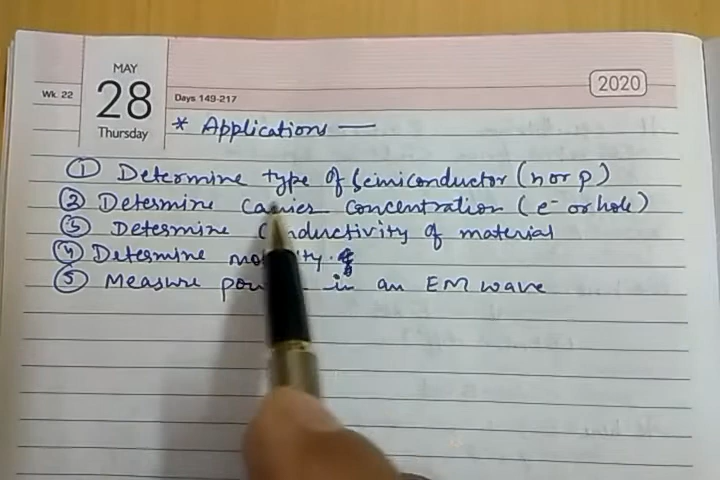 MAY
28
Thursday
Wk. 22
Days 149-217
2020
* Applications —
① Determine type of Semiconductor (n or p)
② Determine Carrier Concentration (e⁻ or hole)
③ Determine Conductivity of material
④ Determine mobility.
⑤ Measure power in an EM wave